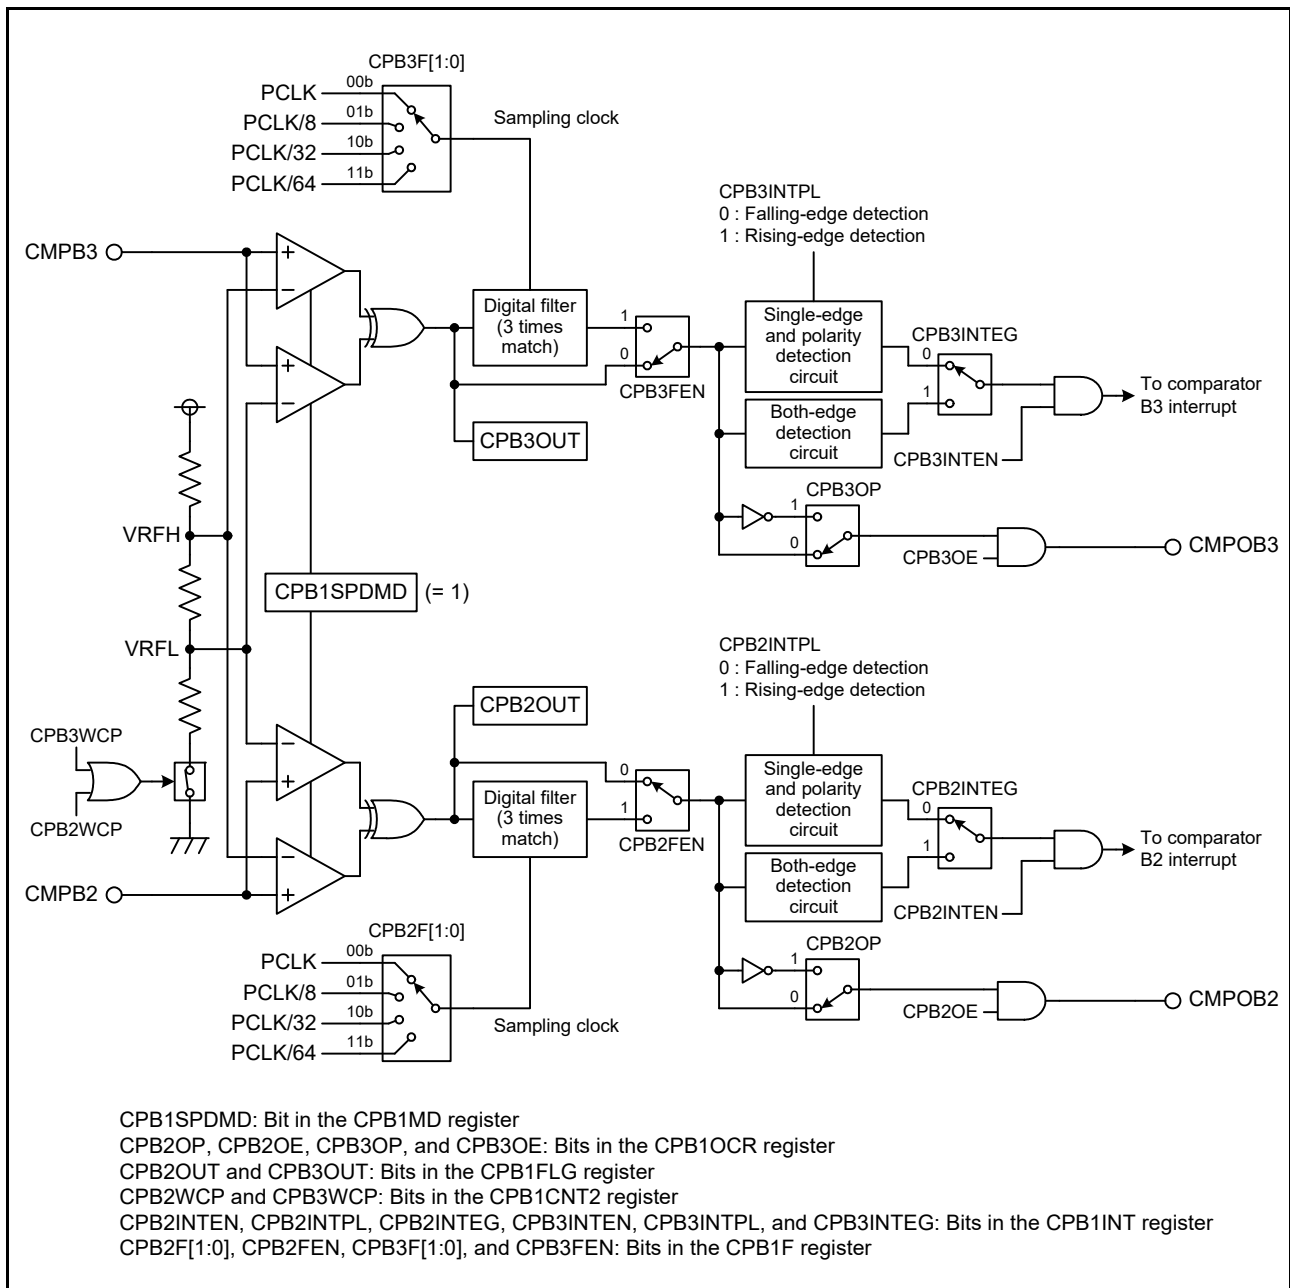 CPB3F[1:0]
PCLK
00b
PCLK/8
01b
PCLK/32
10b
PCLK/64
11b
Sampling clock
CPB3INTPL
0 : Falling-edge detection
1 : Rising-edge detection
CMPB3
+
−
+
−
Digital filter
(3 times
match)
1
0
CPB3FEN
Single-edge
and polarity
detection
circuit
Both-edge
detection
circuit
CPB3INTEG
0
1
CPB3INTEN
To comparator
B3 interrupt
CPB3OUT
CPB3OP
1
0
CPB3OE
CMPOB3
VRFH
CPB1SPDMD
(= 1)
VRFL
CPB2INTPL
0 : Falling-edge detection
1 : Rising-edge detection
CPB2OUT
CPB3WCP
CPB2WCP
−
+
−
+
CMPB2
Digital filter
(3 times
match)
0
1
CPB2FEN
Single-edge
and polarity
detection
circuit
Both-edge
detection
circuit
CPB2INTEG
0
1
CPB2INTEN
To comparator
B2 interrupt
CPB2OP
1
0
CPB2OE
CMPOB2
CPB2F[1:0]
PCLK
00b
PCLK/8
01b
PCLK/32
10b
PCLK/64
11b
Sampling clock
CPB1SPDMD: Bit in the CPB1MD register
CPB2OP, CPB2OE, CPB3OP, and CPB3OE: Bits in the CPB1OCR register
CPB2OUT and CPB3OUT: Bits in the CPB1FLG register
CPB2WCP and CPB3WCP: Bits in the CPB1CNT2 register
CPB2INTEN, CPB2INTPL, CPB2INTEG, CPB3INTEN, CPB3INTPL, and CPB3INTEG: Bits in the CPB1INT register
CPB2F[1:0], CPB2FEN, CPB3F[1:0], and CPB3FEN: Bits in the CPB1F register